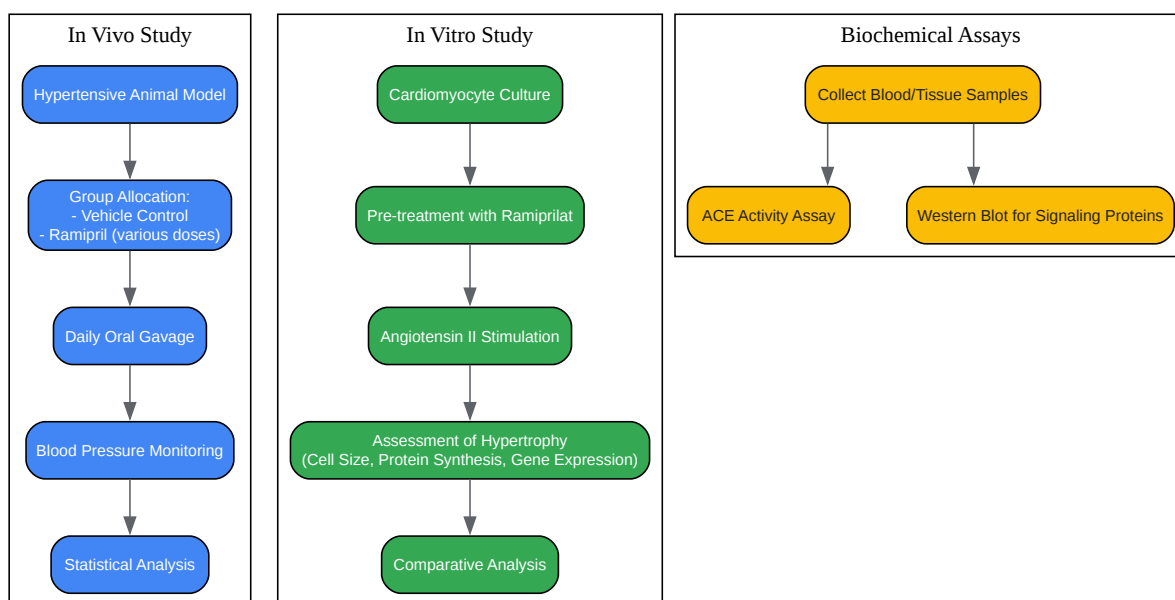 In Vivo Study
Hypertensive Animal Model
Group Allocation:
- Vehicle Control
- Ramipril (various doses)
Daily Oral Gavage
Blood Pressure Monitoring
Statistical Analysis
In Vitro Study
Cardiomyocyte Culture
Pre-treatment with Ramiprilat
Angiotensin II Stimulation
Assessment of Hypertrophy
(Cell Size, Protein Synthesis, Gene Expression)
Comparative Analysis
Biochemical Assays
Collect Blood/Tissue Samples
ACE Activity Assay
Western Blot for Signaling Proteins